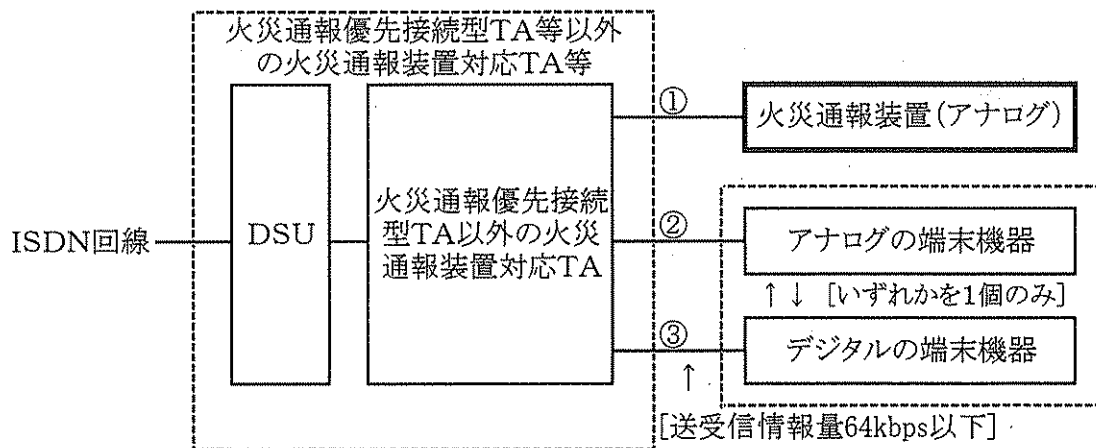 火災通報優先接続型TA等以外
の火災通報装置対応TA等
ISDN回線
DSU
火災通報優先接続
型TA以外の火災
通報装置対応TA
①
火災通報装置(アナログ)
②
アナログの端末機器
↑↓ [いずれかを1個のみ]
③
デジタルの端末機器
↑
[送受信情報量64kbps以下]